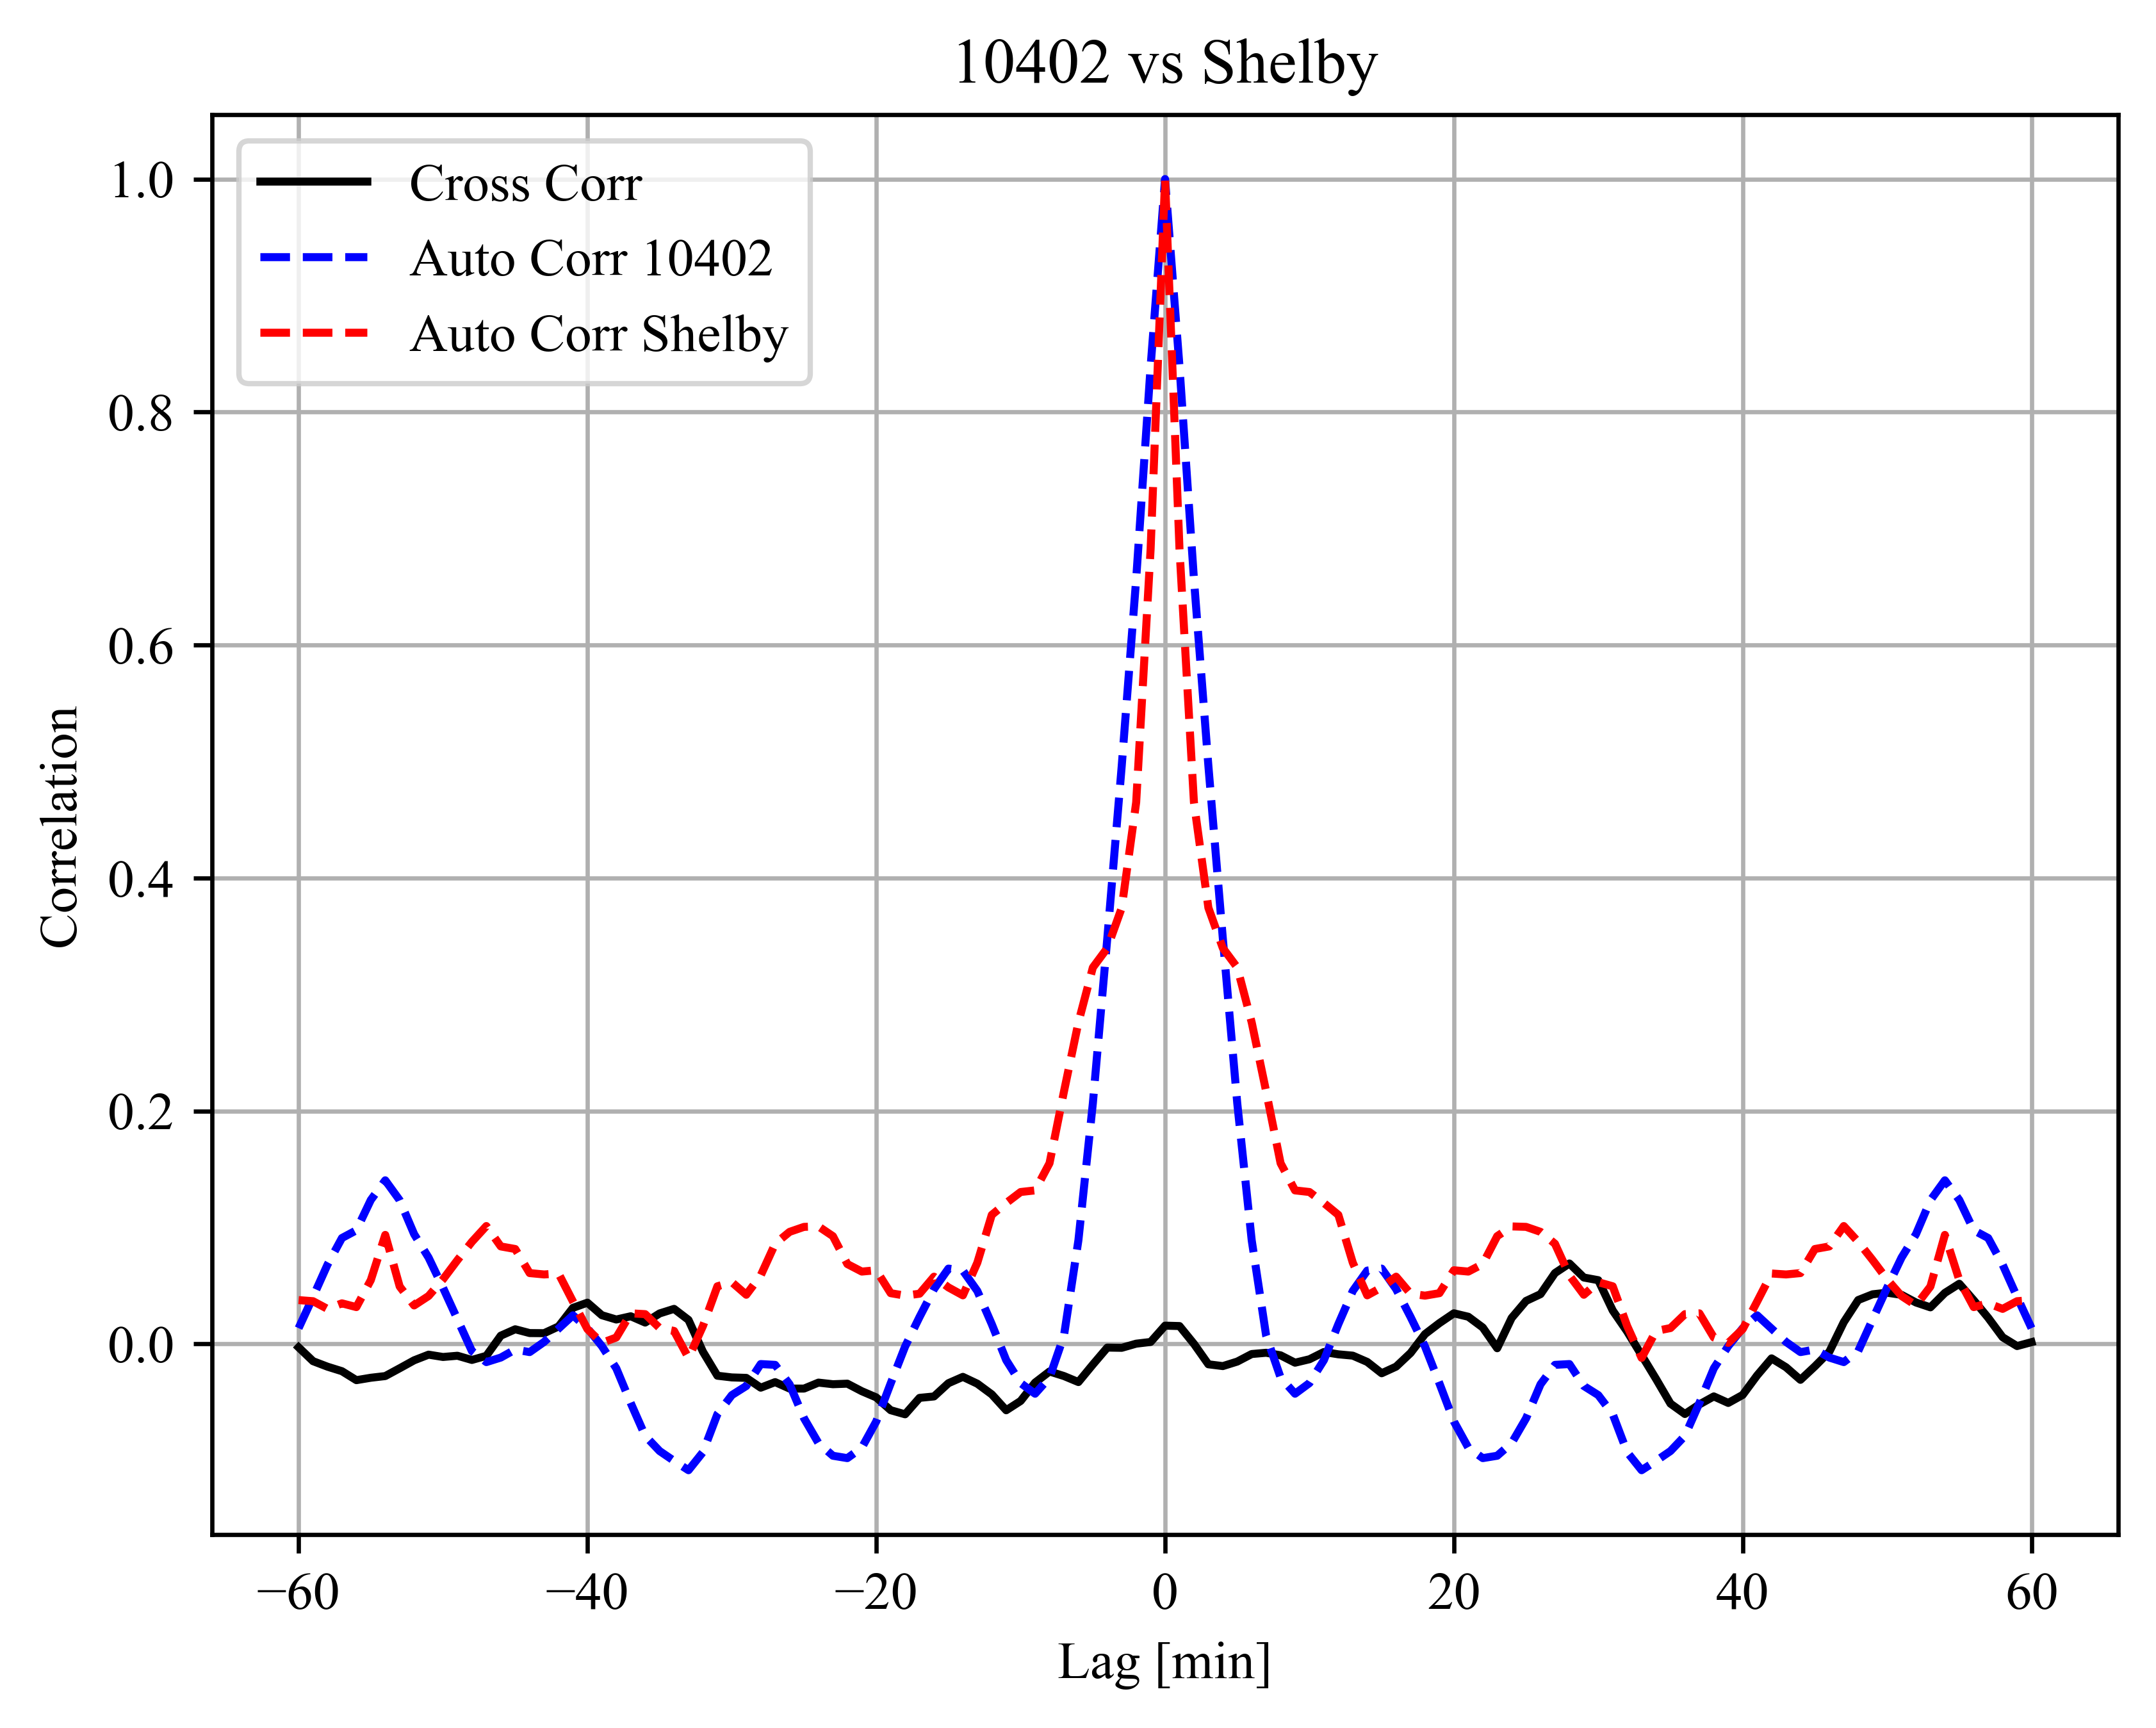 10402 vs Shelby
Cross Corr
Auto Corr 10402
Auto Corr Shelby
1.0
0.8
0.6
0.4
0.2
0.0
Correlation
−60 −40 −20 0 20 40 60
Lag [min]